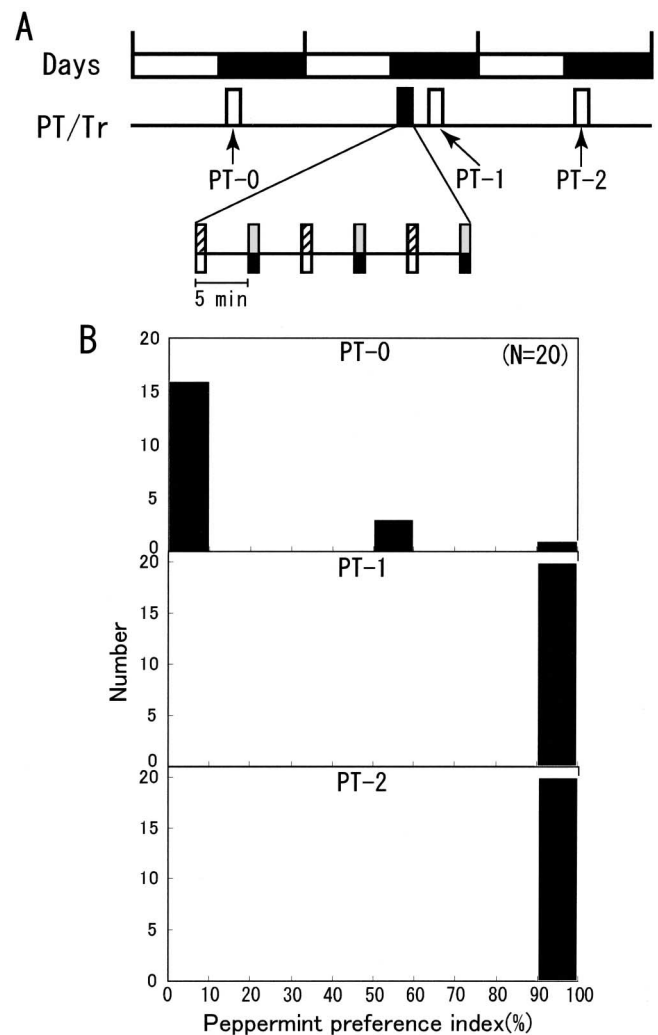 A
Days
PT/Tr
PT-0
PT-1
PT-2
5 min
B
PT-0
(N=20)
20
15
10
5
0
PT-1
20
15
10
5
0
Number
PT-2
20
15
10
5
0
0 10 20 30 40 50 60 70 80 90 100
Peppermint preference index(%)